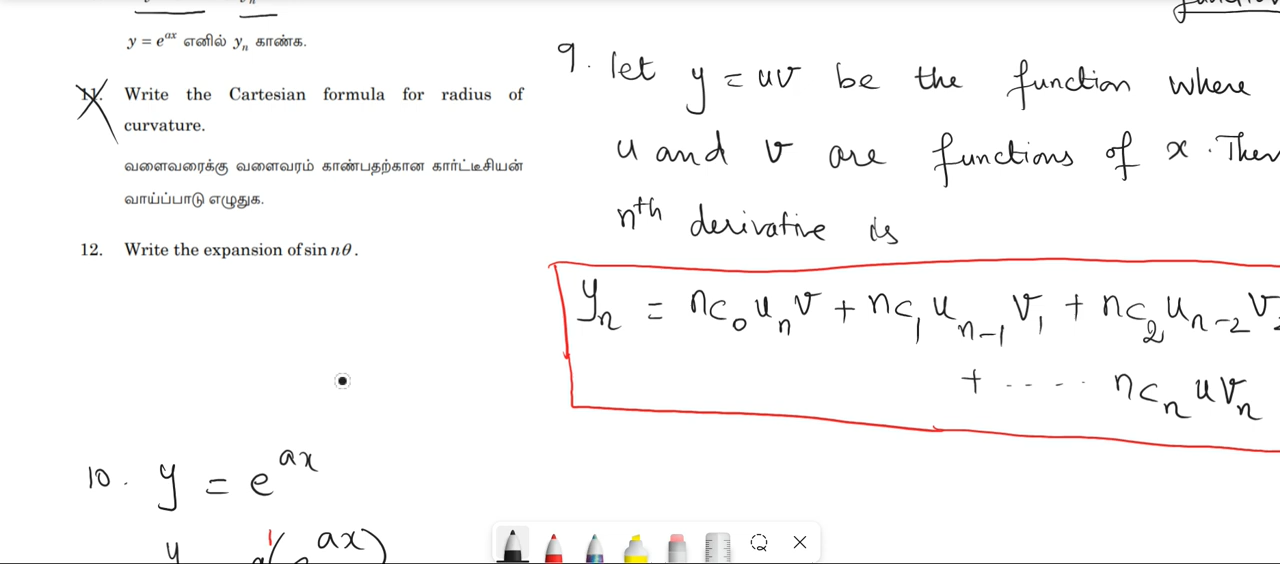 y = e^{ax} எனில் y_n காண்க.
11. Write the Cartesian formula for radius of
curvature.
வளைவரைக்கு வளைவரம் காண்பதற்கான கார்ட்டீசியன்
வாய்ப்பாடு எழுதுக.
12. Write the expansion of sin nθ.
9. let y = uv be the function where
u and v are functions of x. Then
nth derivative is
y_n = nc_0 u_n v + nc_1 u_{n-1} v_1 + nc_2 u_{n-2} v_2
+ ..... nc_n u v_n
10. y = e^{ax}